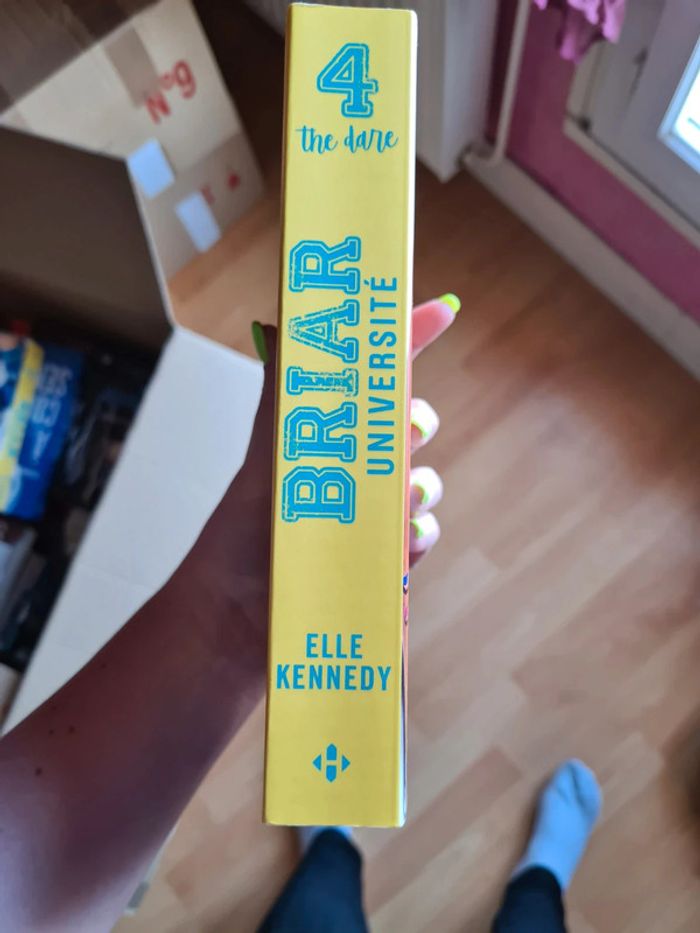 4
the dare
BRIAR
UNIVERSITÉ
ELLE
KENNEDY
N°9